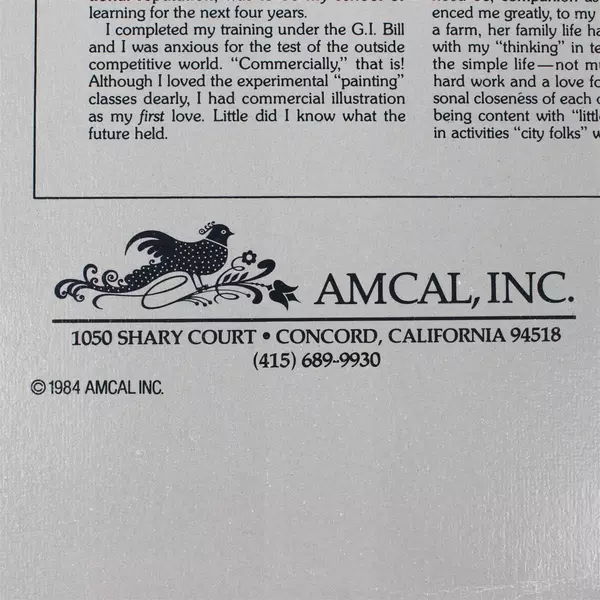 learning for the next four years.
I completed my training under the G.I. Bill
and I was anxious for the test of the outside
competitive world. “Commercially,” that is!
Although I loved the experimental “painting”
classes dearly, I had commercial illustration
as my first love. Little did I know what the
future held.
enced me greatly, to my
a farm, her family life
with my “thinking” in
the simple life—not
hard work and a love
sonal closeness of each
being content with
in activities “city folks”
AMCAL, INC.
1050 SHARY COURT • CONCORD, CALIFORNIA 94518
(415) 689-9930
© 1984 AMCAL INC.